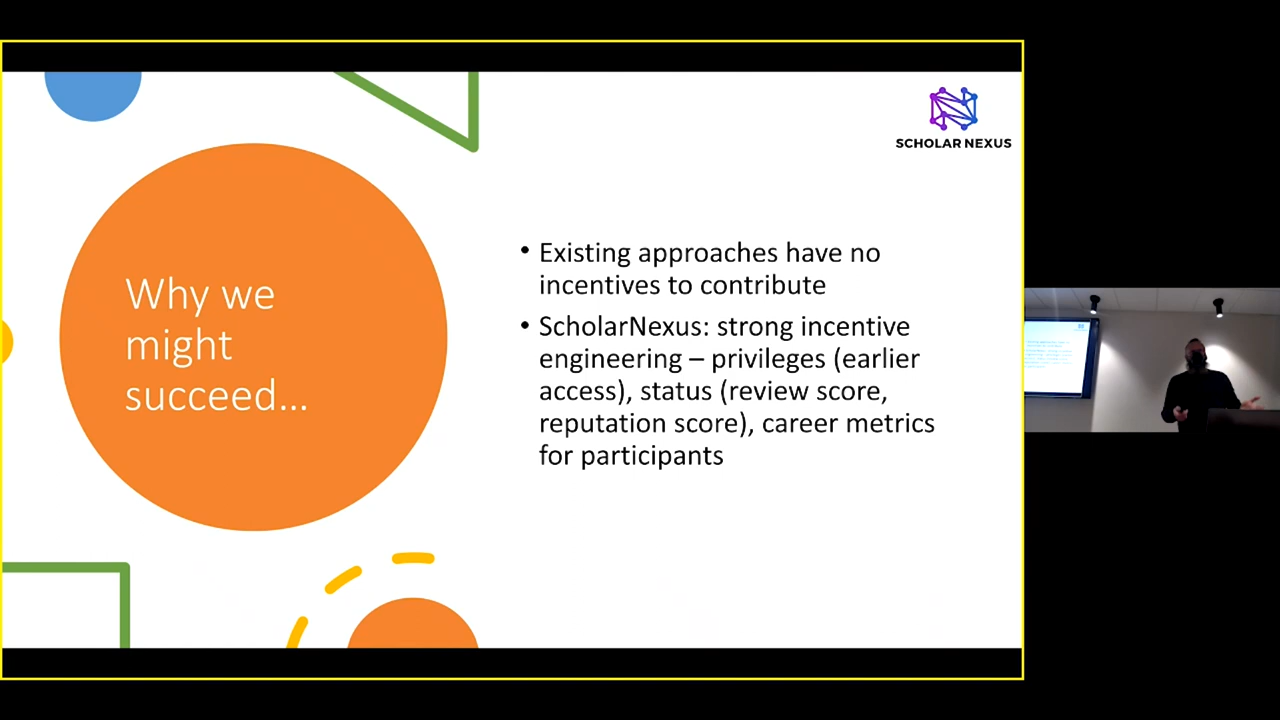 SCHOLAR NEXUS
Why we
might
succeed...
• Existing approaches have no
incentives to contribute
• ScholarNexus: strong incentive
engineering – privileges (earlier
access), status (review score,
reputation score), career metrics
for participants